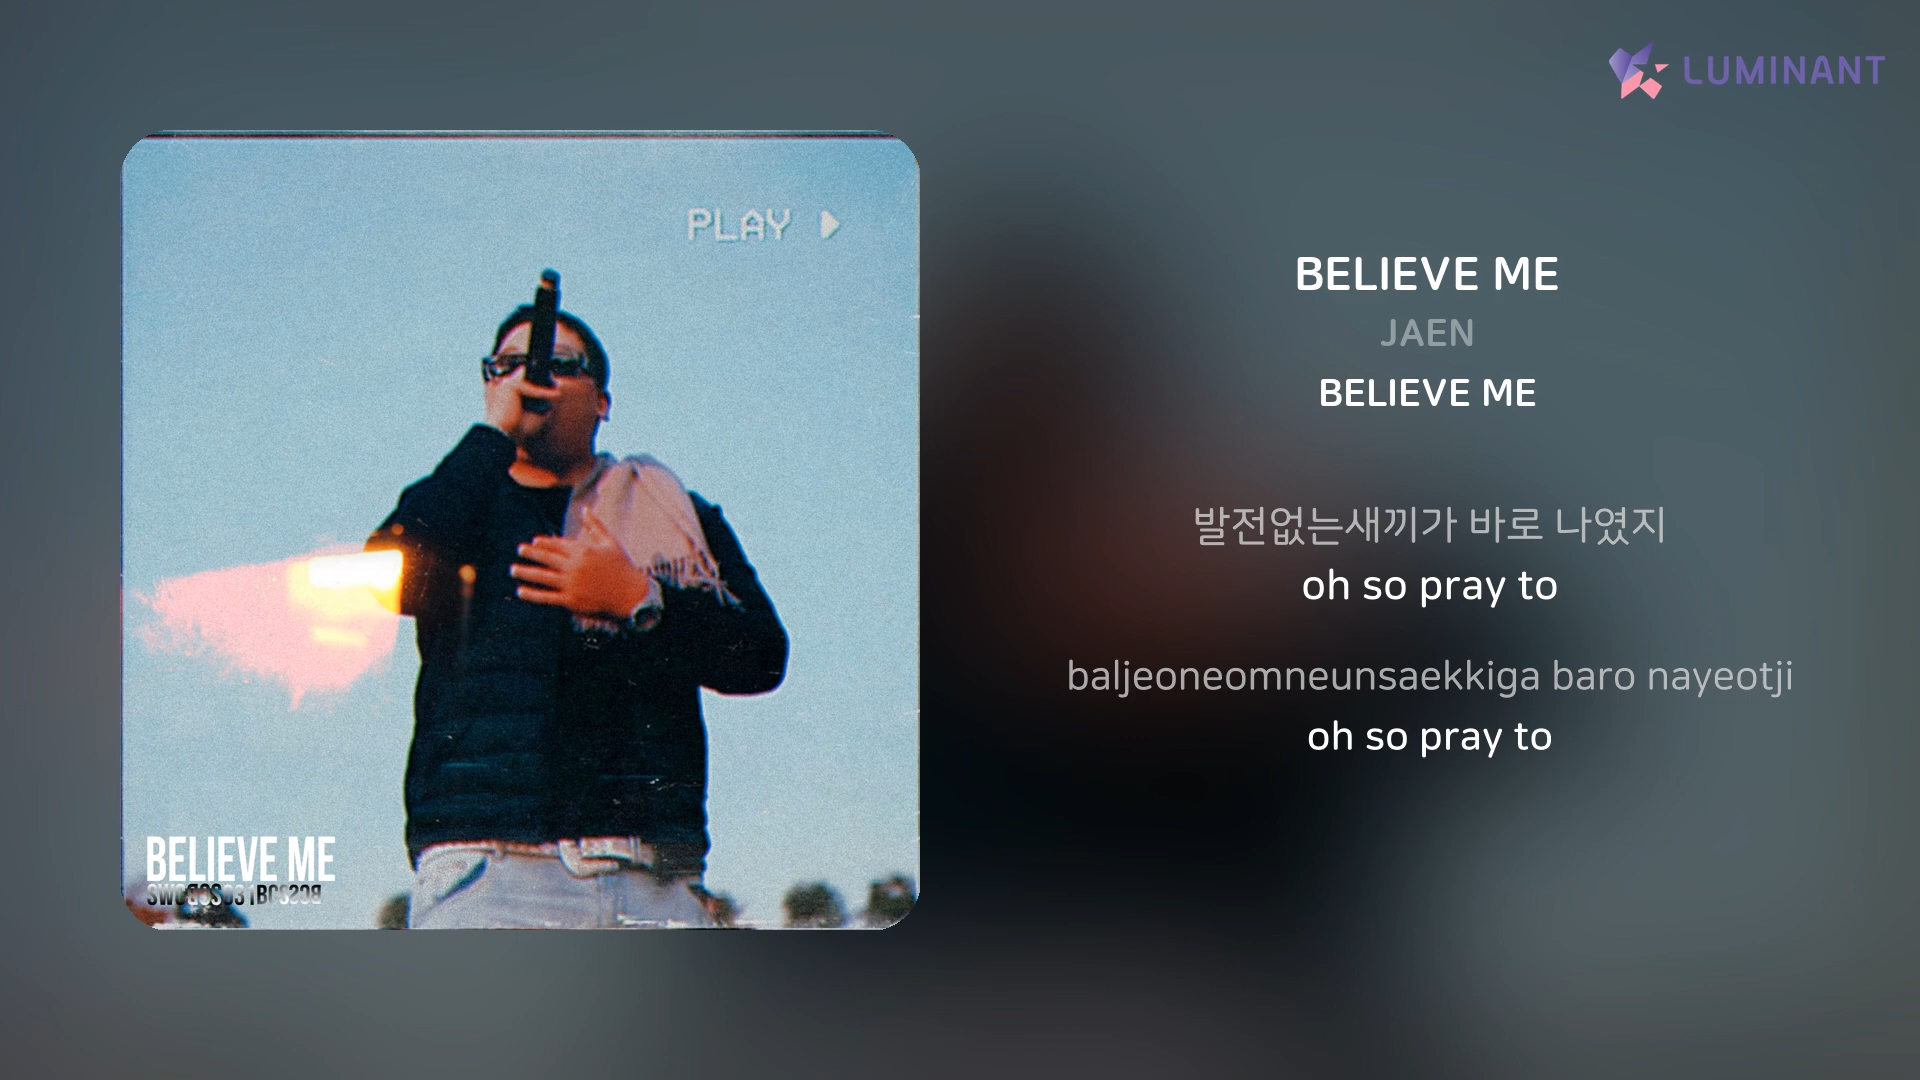 LUMINANT
PLAY
BELIEVE ME
BELIEVE ME
JAEN
BELIEVE ME
발전없는새끼가 바로 나였지
oh so pray to
baljeoneomneunsaekkiga baro nayeotji
oh so pray to